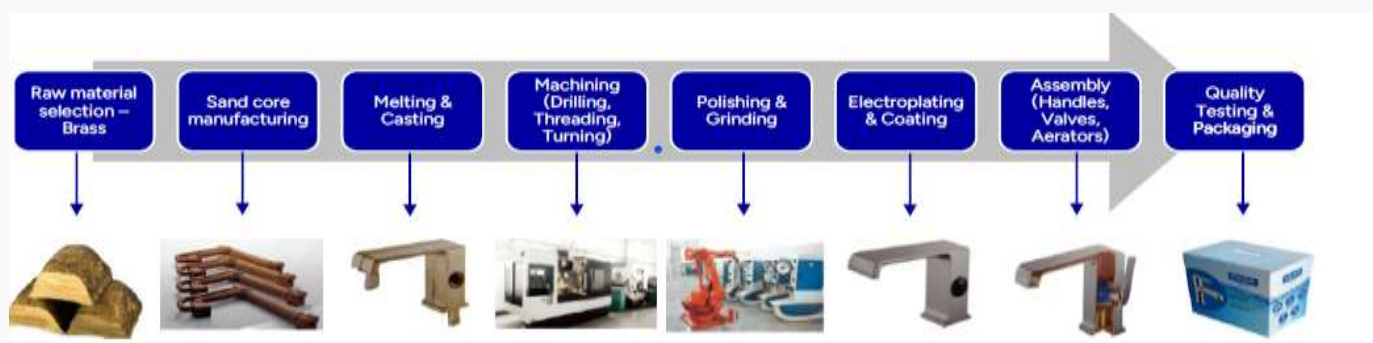 Raw material
selection –
Brass
Sand core
manufacturing
Melting &
Casting
Machining
(Drilling,
Threading,
Turning)
Polishing &
Grinding
Electroplating
& Coating
Assembly
(Handles,
Valves,
Aerators)
Quality
Testing &
Packaging